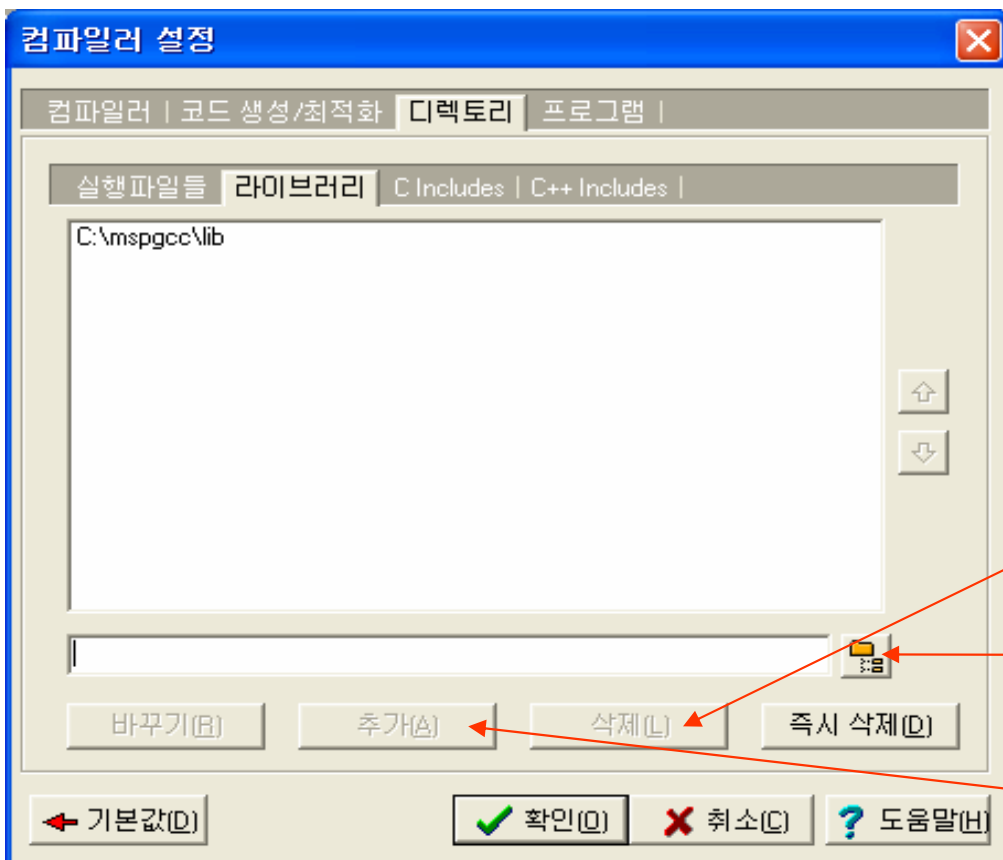 컴파일러 설정
컴파일러 | 코드 생성/최적화 디렉토리 프로그램 |
실행파일들 라이브러리 C Includes | C++ Includes |
C:\mspgcc\lib
바꾸기(R) 추가(A) 삭제(L) 즉시 삭제(D)
기본값(D) 확인(O) 취소(C) 도움말(H)